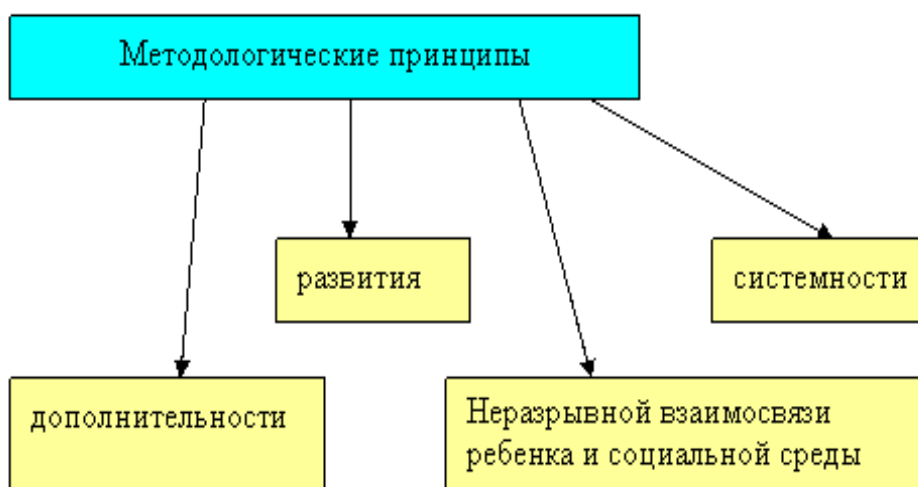 Методологические принципы
развития
системности
дополнительности
Неразрывной взаимосвязи
ребенка и социальной среды